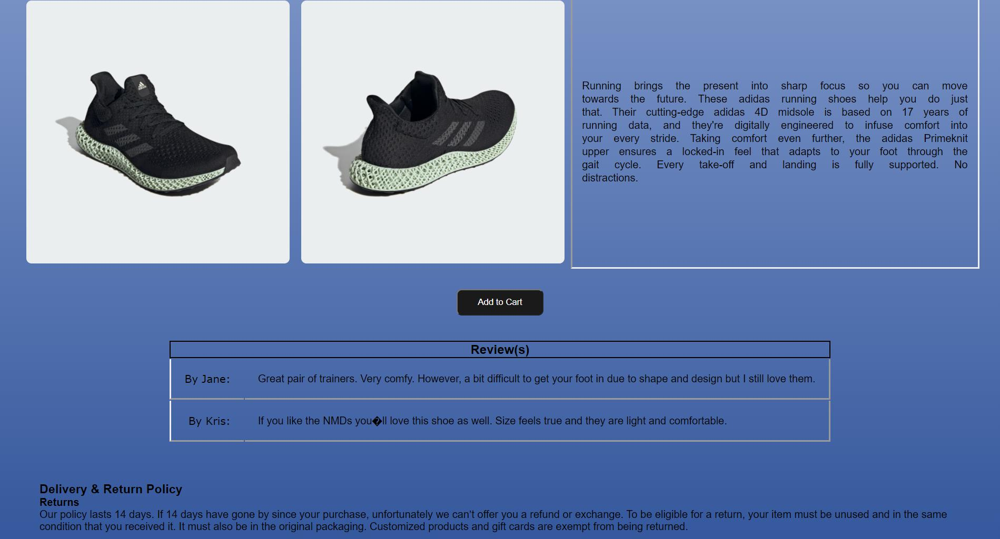 Running brings the present into sharp focus so you can move
towards the future. These adidas running shoes help you do just
that. Their cutting-edge adidas 4D midsole is based on 17 years of
running data, and they're digitally engineered to infuse comfort into
your every stride. Taking comfort even further, the adidas Primeknit
upper ensures a locked-in feel that adapts to your foot through the
gait cycle. Every take-off and landing is fully supported. No
distractions.
Add to Cart
Review(s)
By Jane: Great pair of trainers. Very comfy. However, a bit difficult to get your foot in due to shape and design but I still love them.
By Kris: If you like the NMDs you�ll love this shoe as well. Size feels true and they are light and comfortable.
Delivery & Return Policy
Returns
Our policy lasts 14 days. If 14 days have gone by since your purchase, unfortunately we can’t offer you a refund or exchange. To be eligible for a return, your item must be unused and in the same
condition that you received it. It must also be in the original packaging. Customized products and gift cards are exempt from being returned.